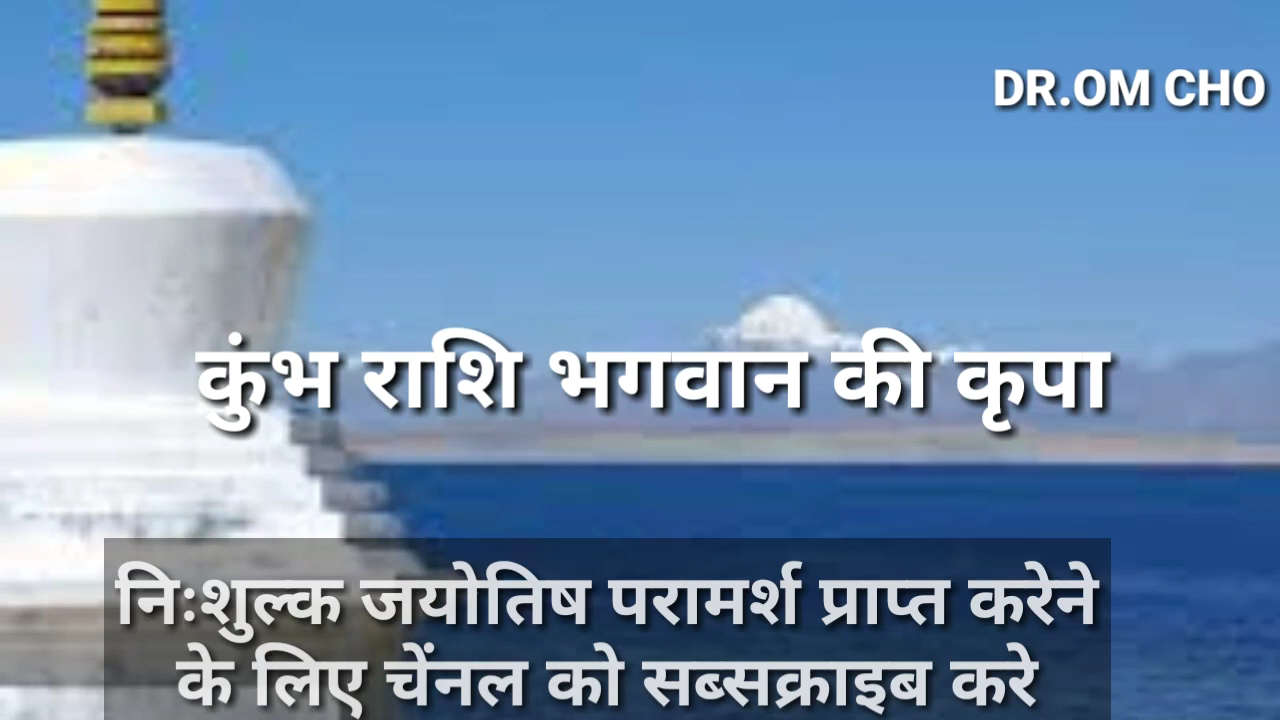 DR.OM CHO
कुंभ राशि भगवान की कृपा
निःशुल्क जयोतिष परामर्श प्राप्त करेने
के लिए चेंनल को सब्सक्राइब करे